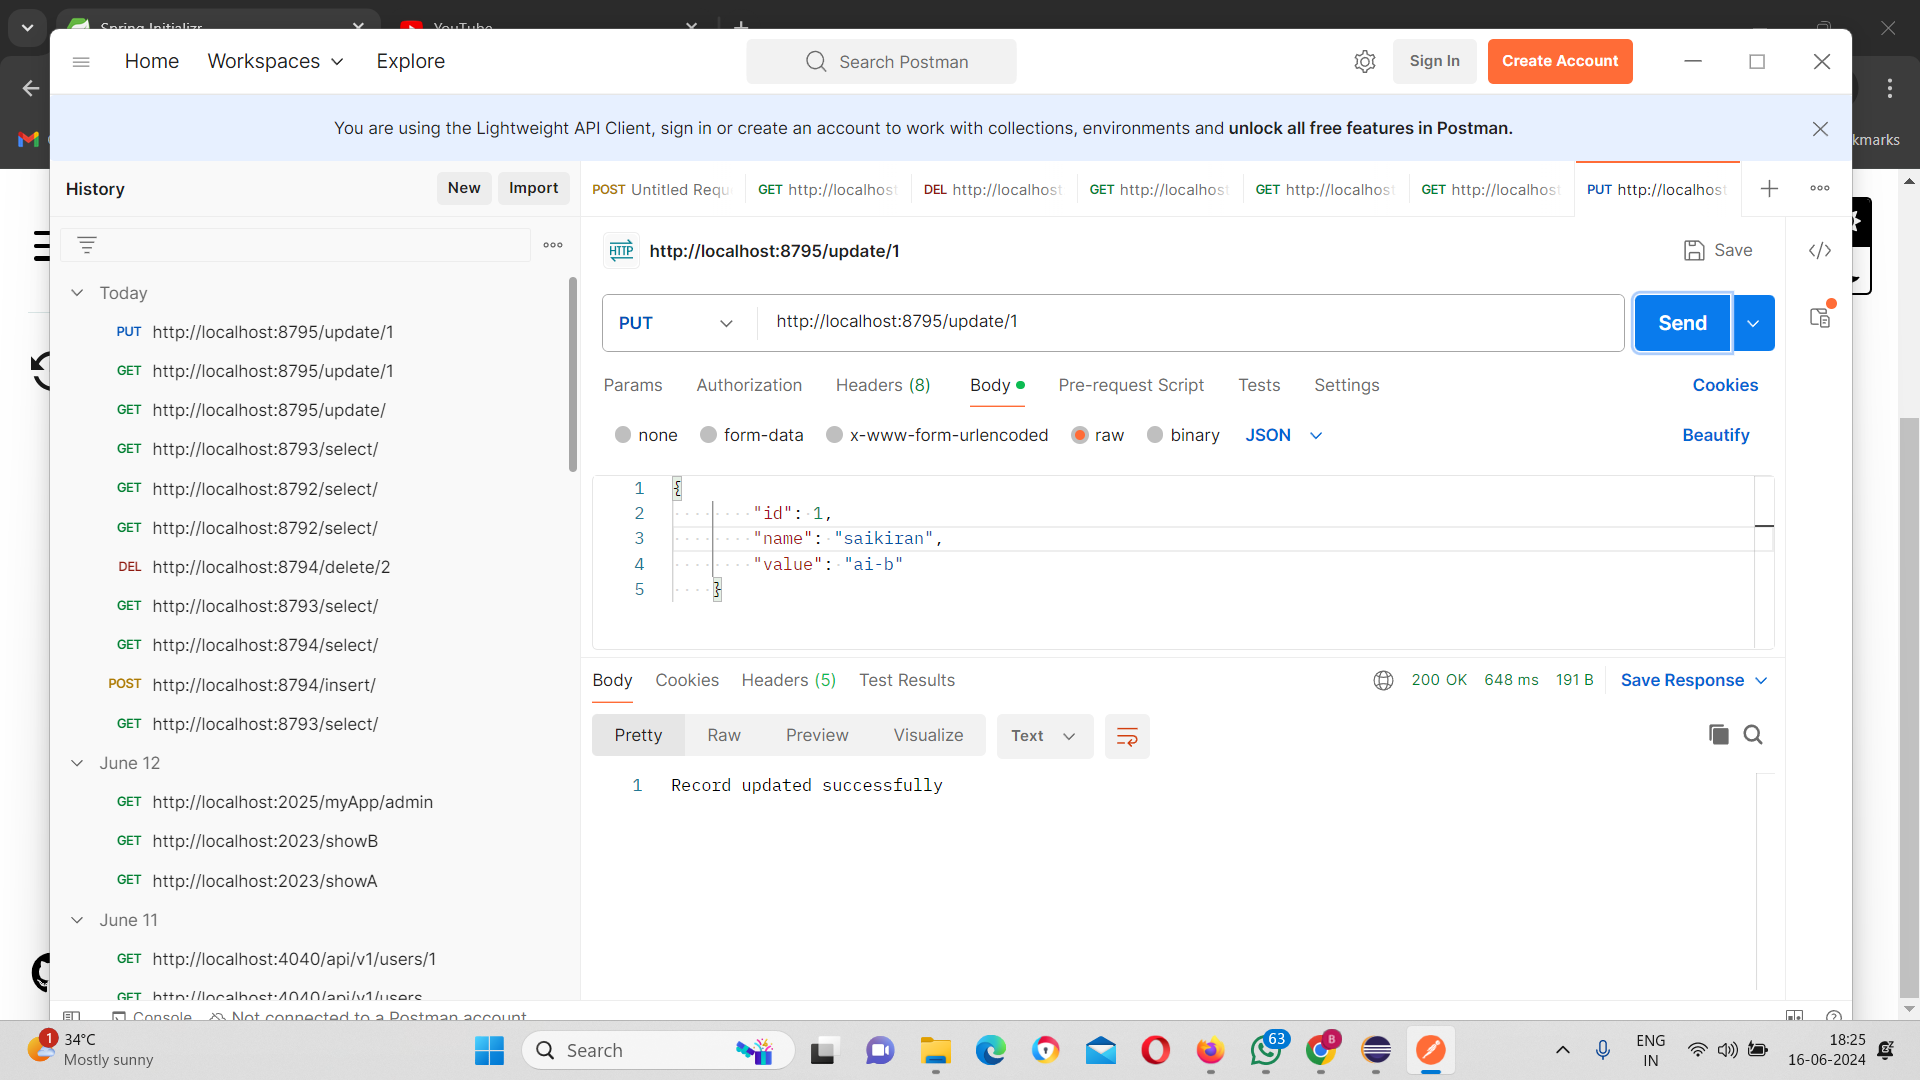 Spring Initializr
YouTube
Home
Workspaces
Explore
Search Postman
Sign In
Create Account
You are using the Lightweight API Client, sign in or create an account to work with collections, environments and unlock all free features in Postman.
kmarks
History
New
Import
POST Untitled Requ
GET http://localhost
DEL http://localhost
GET http://localhost
GET http://localhost
GET http://localhost
PUT http://localhost
HTTP http://localhost:8795/update/1
Save
PUT
http://localhost:8795/update/1
Send
Params
Authorization
Headers (8)
Body
Pre-request Script
Tests
Settings
Cookies
none
form-data
x-www-form-urlencoded
raw
binary
JSON
Beautify
1 {
2 "id": 1,
3 "name": "saikiran",
4 "value": "ai-b"
5 }
Body
Cookies
Headers (5)
Test Results
200 OK
648 ms
191 B
Save Response
Pretty
Raw
Preview
Visualize
Text
1 Record updated successfully
Today
PUT http://localhost:8795/update/1
GET http://localhost:8795/update/1
GET http://localhost:8795/update/
GET http://localhost:8793/select/
GET http://localhost:8792/select/
GET http://localhost:8792/select/
DEL http://localhost:8794/delete/2
GET http://localhost:8793/select/
GET http://localhost:8794/select/
POST http://localhost:8794/insert/
GET http://localhost:8793/select/
June 12
GET http://localhost:2025/myApp/admin
GET http://localhost:2023/showB
GET http://localhost:2023/showA
June 11
GET http://localhost:4040/api/v1/users/1
GET http://localhost:4040/api/v1/users
Console
Not connected to a Postman account
1
34°C
Mostly sunny
Search
63
B
ENG
IN
18:25
16-06-2024